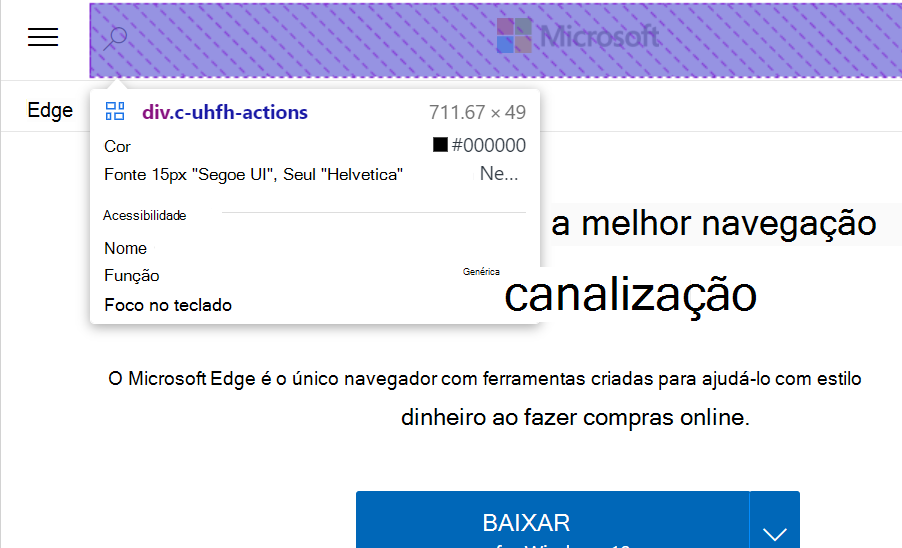 Microsoft
Edge
div.c-uhfh-actions 711.67 × 49
Cor #000000
Fonte 15px "Segoe UI", Seul "Helvetica" Ne...
Acessibilidade
Nome
Função Genérica
Foco no teclado
a melhor navegação
canalização
O Microsoft Edge é o único navegador com ferramentas criadas para ajudá-lo com estilo
dinheiro ao fazer compras online.
BAIXAR